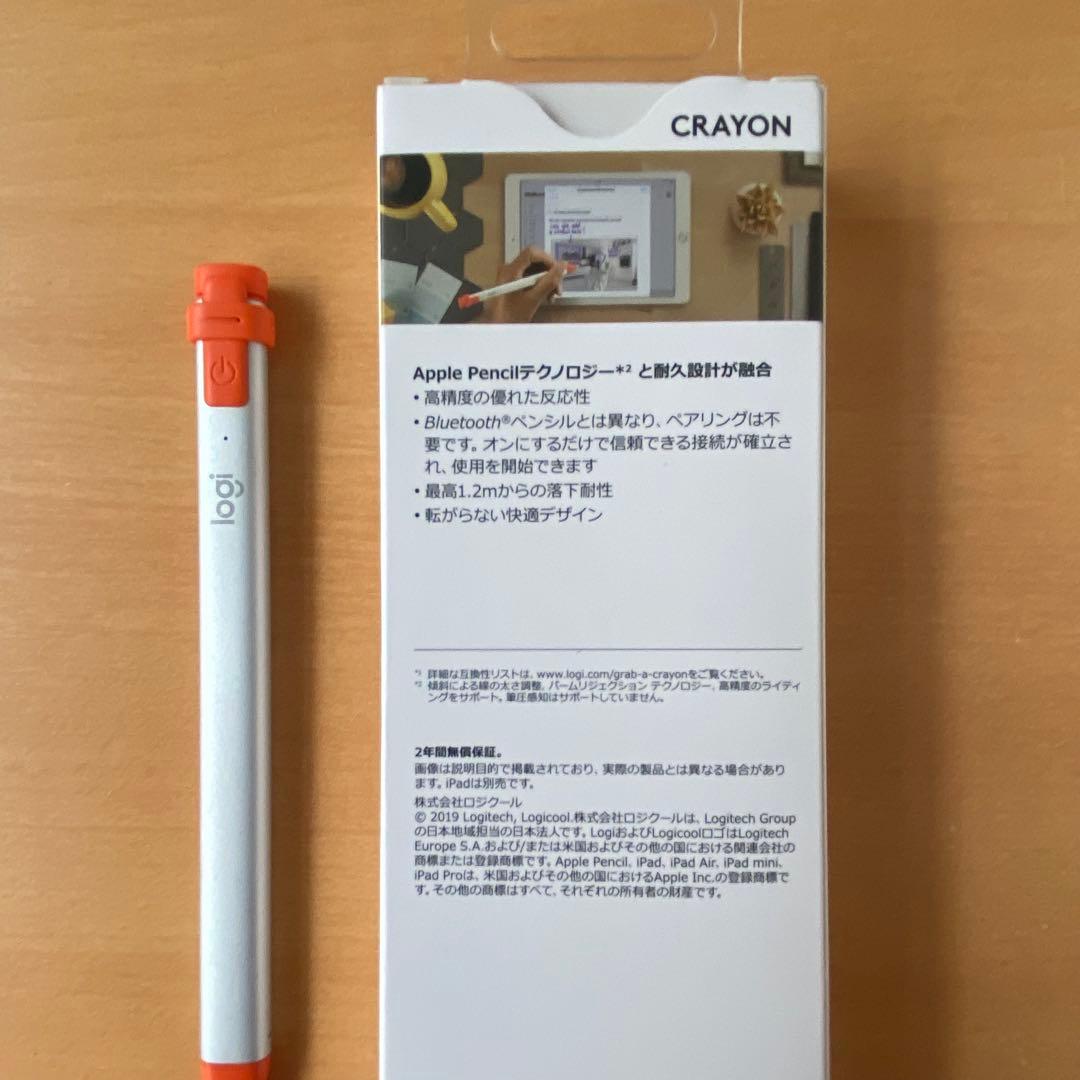 CRAYON
Apple Pencilテクノロジー*² と耐久設計が融合
• 高精度の優れた反応性
• Bluetooth®ペンシルとは異なり、ペアリングは不
要です。オンにするだけで信頼できる接続が確立さ
れ、使用を開始できます
• 最高1.2mからの落下耐性
• 転がらない快適デザイン
*¹ 詳細な互換性リストは、www.logi.com/grab-a-crayonをご覧ください。
*² 傾斜による線の太さ調整、パームリジェクション テクノロジー、高精度のライティ
ングをサポート。筆圧感知はサポートしていません。
2年間無償保証。
画像は説明目的で掲載されており、実際の製品とは異なる場合があり
ます。iPadは別売です。
株式会社ロジクール
© 2019 Logitech, Logicool.株式会社ロジクールは、Logitech Group
の日本地域担当の日本法人です。LogiおよびLogicoolロゴはLogitech
Europe S.A.および/または米国およびその他の国における関連会社の
商標または登録商標です。Apple Pencil、iPad、iPad Air、iPad mini、
iPad Proは、米国およびその他の国におけるApple Inc.の登録商標で
す。その他の商標はすべて、それぞれの所有者の財産です。
logi